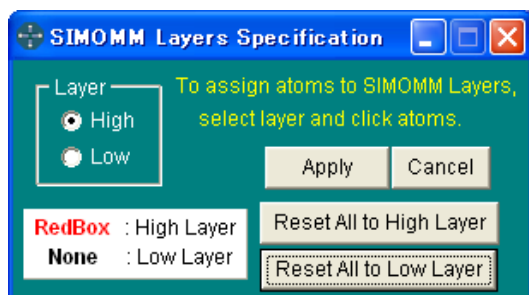 SIMOMM Layers Specification
Layer
High
Low
To assign atoms to SIMOMM Layers,
select layer and click atoms.
Apply Cancel
RedBox : High Layer
None : Low Layer
Reset All to High Layer
Reset All to Low Layer